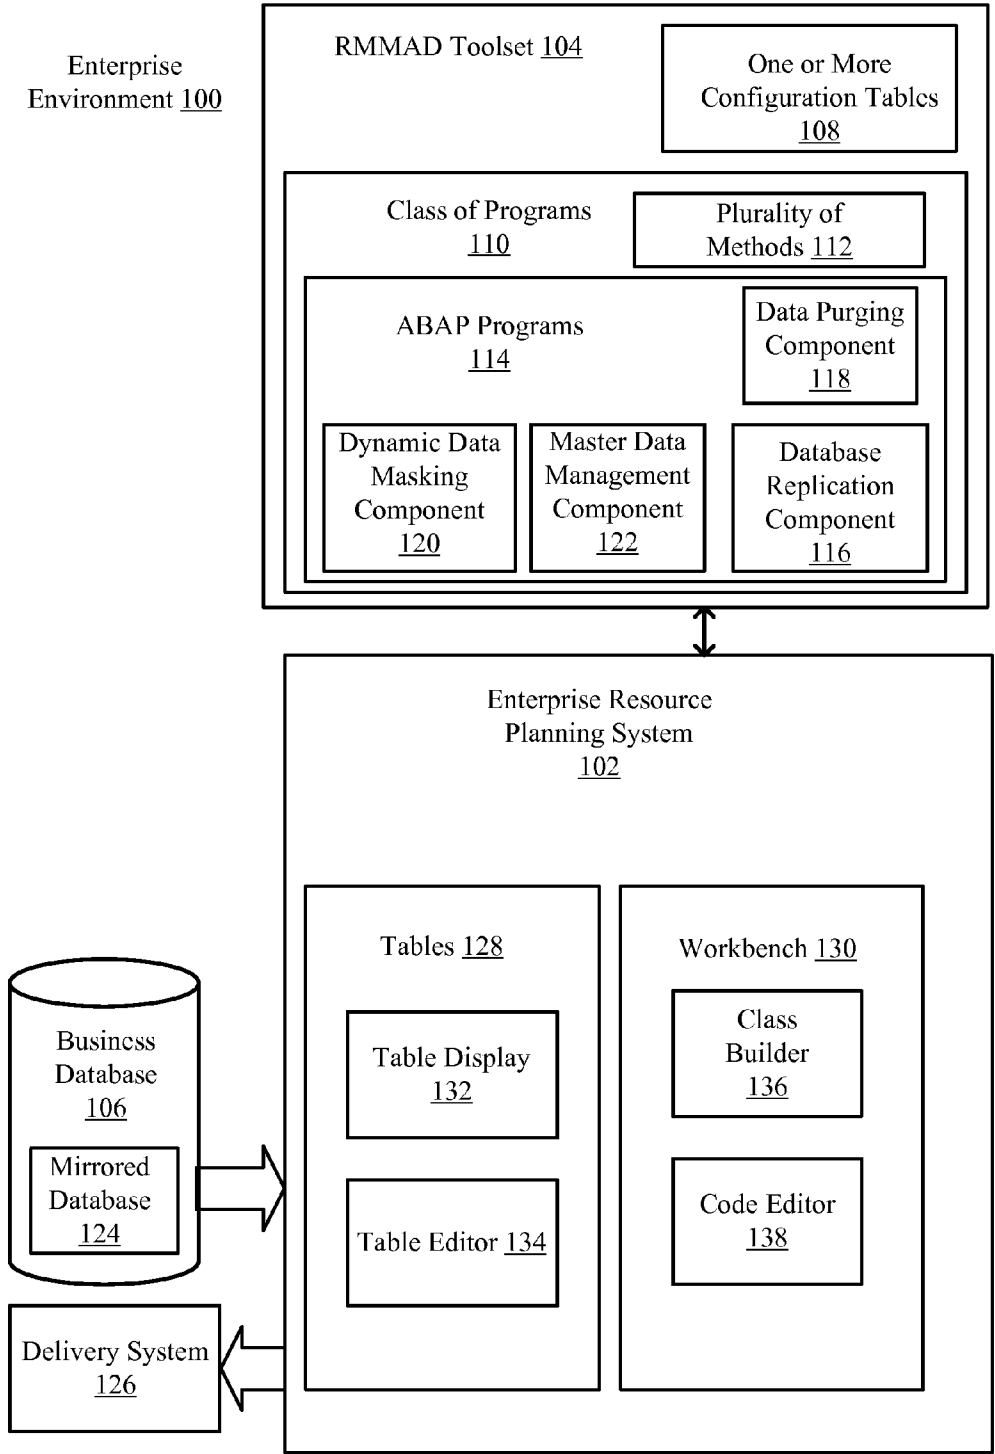 Enterprise
Environment 100
RMMAD Toolset 104
One or More
Configuration Tables
108
Class of Programs
110
Plurality of
Methods 112
ABAP Programs
114
Data Purging
Component
118
Dynamic Data
Masking
Component
120
Master Data
Management
Component
122
Database
Replication
Component
116
Enterprise Resource
Planning System
102
Tables 128
Table Display
132
Table Editor 134
Workbench 130
Class
Builder
136
Code Editor
138
Business
Database
106
Mirrored
Database
124
Delivery System
126